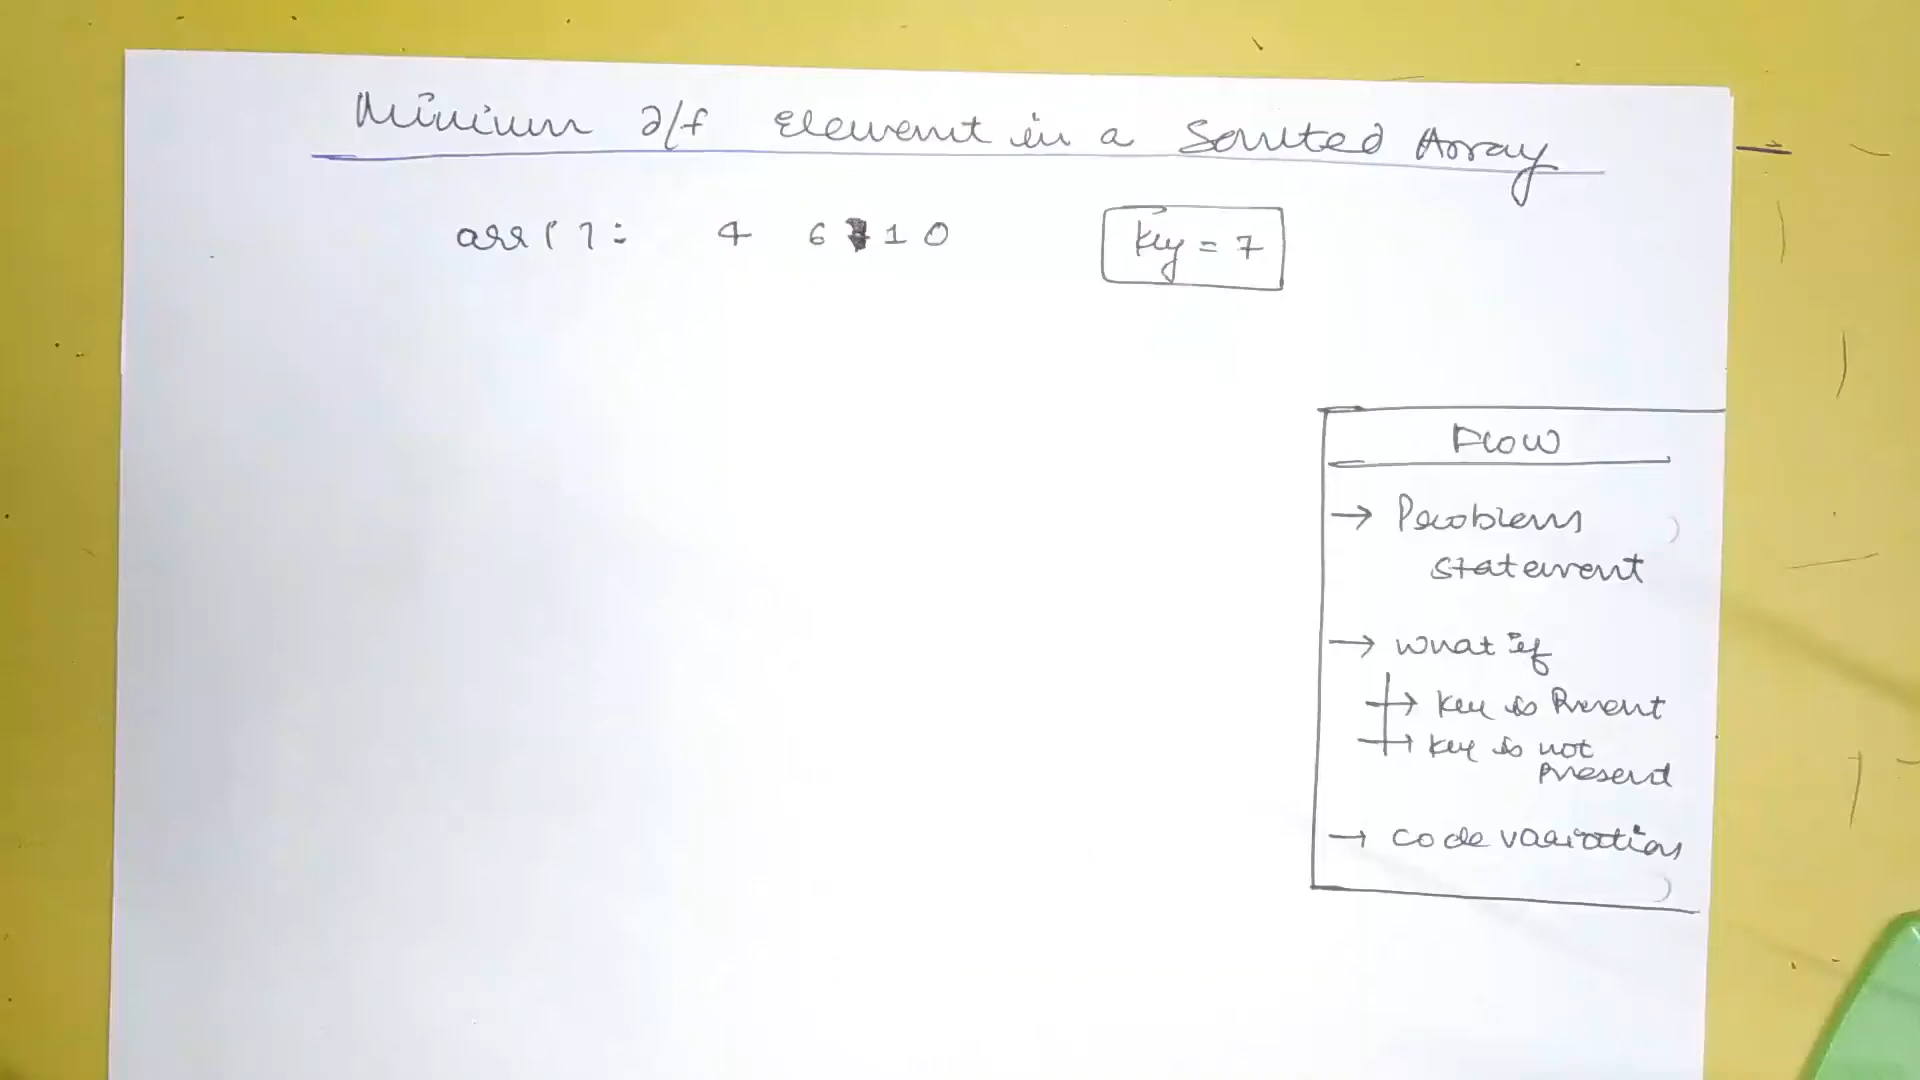 Minimum d/f Element in a Sorted Array
arr[]: 4 6 10
Key = 7
Flow
→ Problem
statement
→ what if
→ key is Present
→ key is not
present
→ code variation